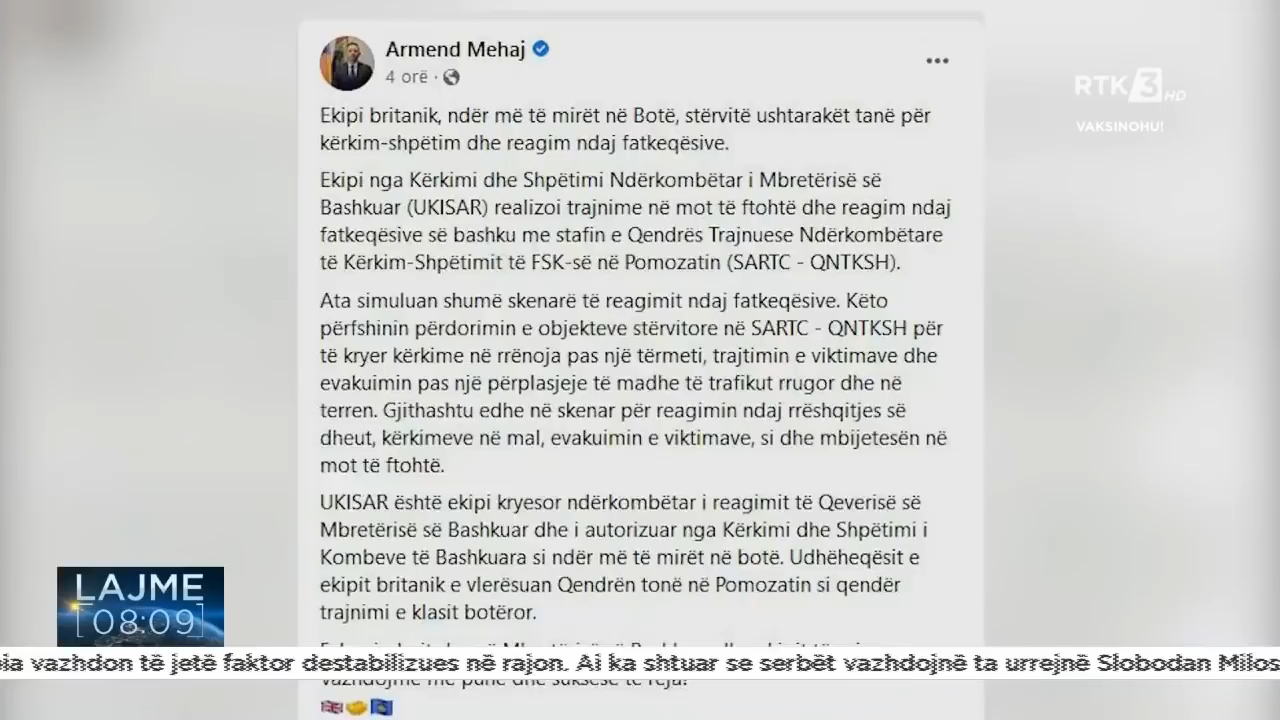 Armend Mehaj
4 orë ·
RTK 3 HD
VAKSINOHU!
Ekipi britanik, ndër më të mirët në Botë, stërvitë ushtarakët tanë për
kërkim-shpëtim dhe reagim ndaj fatkeqësive.
Ekipi nga Kërkimi dhe Shpëtimi Ndërkombëtar i Mbretërisë së
Bashkuar (UKISAR) realizoi trajnime në mot të ftohtë dhe reagim ndaj
fatkeqësive së bashku me stafin e Qendrës Trajnuese Ndërkombëtare
të Kërkim-Shpëtimit të FSK-së në Pomozatin (SARTC - QNTKSH).
Ata simuluan shumë skenarë të reagimit ndaj fatkeqësive. Këto
përfshinin përdorimin e objekteve stërvitore në SARTC - QNTKSH për
të kryer kërkime në rrënoja pas një tërmeti, trajtimin e viktimave dhe
evakuimin pas një përplasjeje të madhe të trafikut rrugor dhe në
terren. Gjithashtu edhe në skenar për reagimin ndaj rrëshqitjes së
dheut, kërkimeve në mal, evakuimin e viktimave, si dhe mbijetesën në
mot të ftohtë.
UKISAR është ekipi kryesor ndërkombëtar i reagimit të Qeverisë së
Mbretërisë së Bashkuar dhe i autorizuar nga Kërkimi dhe Shpëtimi i
Kombeve të Bashkuara si ndër më të mirët në botë. Udhëheqësit e
ekipit britanik e vlerësuan Qendrën tonë në Pomozatin si qendër
trajnimi e klasit botëror.
LAJME
[08:09]
ia vazhdon të jetë faktor destabilizues në rajon. Ai ka shtuar se serbët vazhdojnë ta urrejnë Slobodan Milos
vazhdojmë me punë dhe suksese të reja!